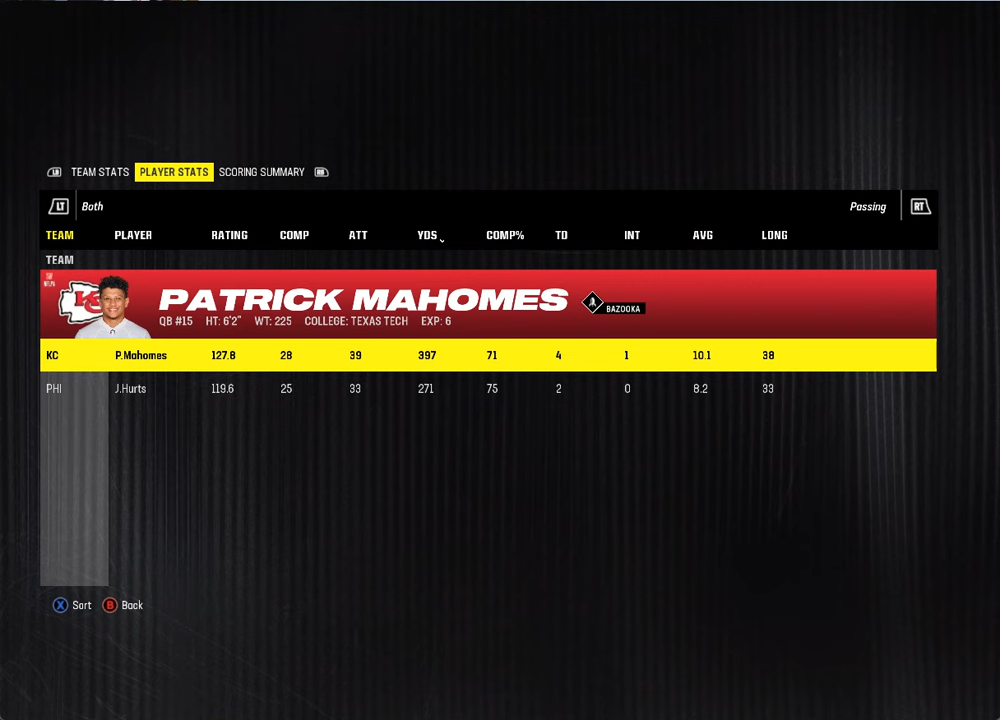 LB TEAM STATS PLAYER STATS SCORING SUMMARY RB
LT Both Passing RT
TEAM PLAYER RATING COMP ATT YDS COMP% TD INT AVG LONG
TEAM
PATRICK MAHOMES BAZOOKA
QB #15 HT: 6'2" WT: 225 COLLEGE: TEXAS TECH EXP: 6
KC P.Mahomes 127.8 28 39 397 71 4 1 10.1 38
PHI J.Hurts 119.6 25 33 271 75 2 0 8.2 33
X Sort B Back